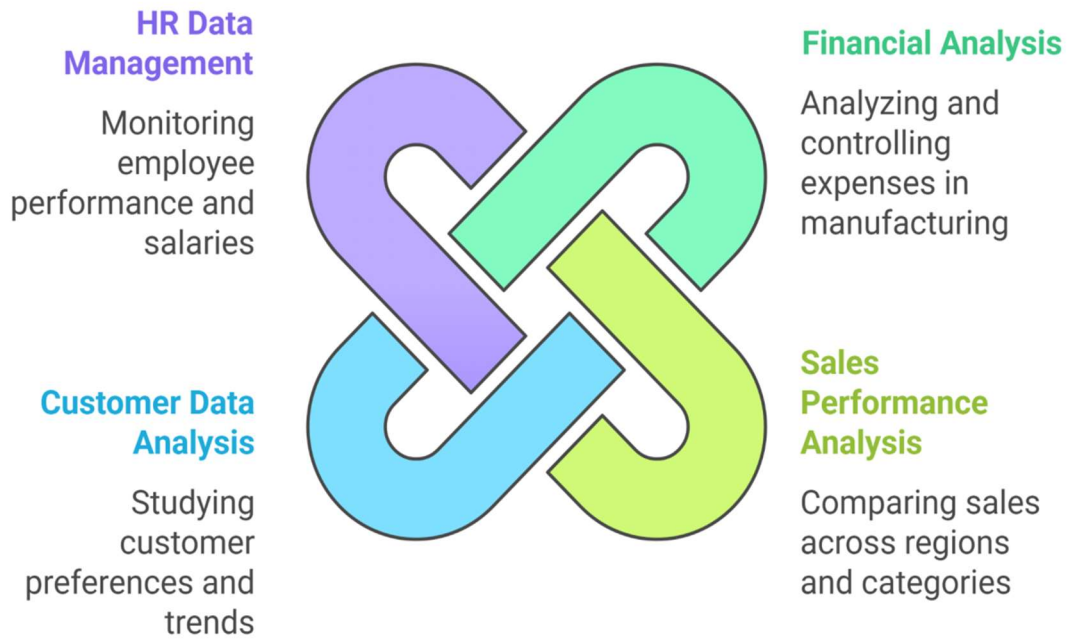 HR Data
Management
Monitoring
employee
performance and
salaries
Financial Analysis
Analyzing and
controlling
expenses in
manufacturing
Customer Data
Analysis
Studying
customer
preferences and
trends
Sales
Performance
Analysis
Comparing sales
across regions
and categories